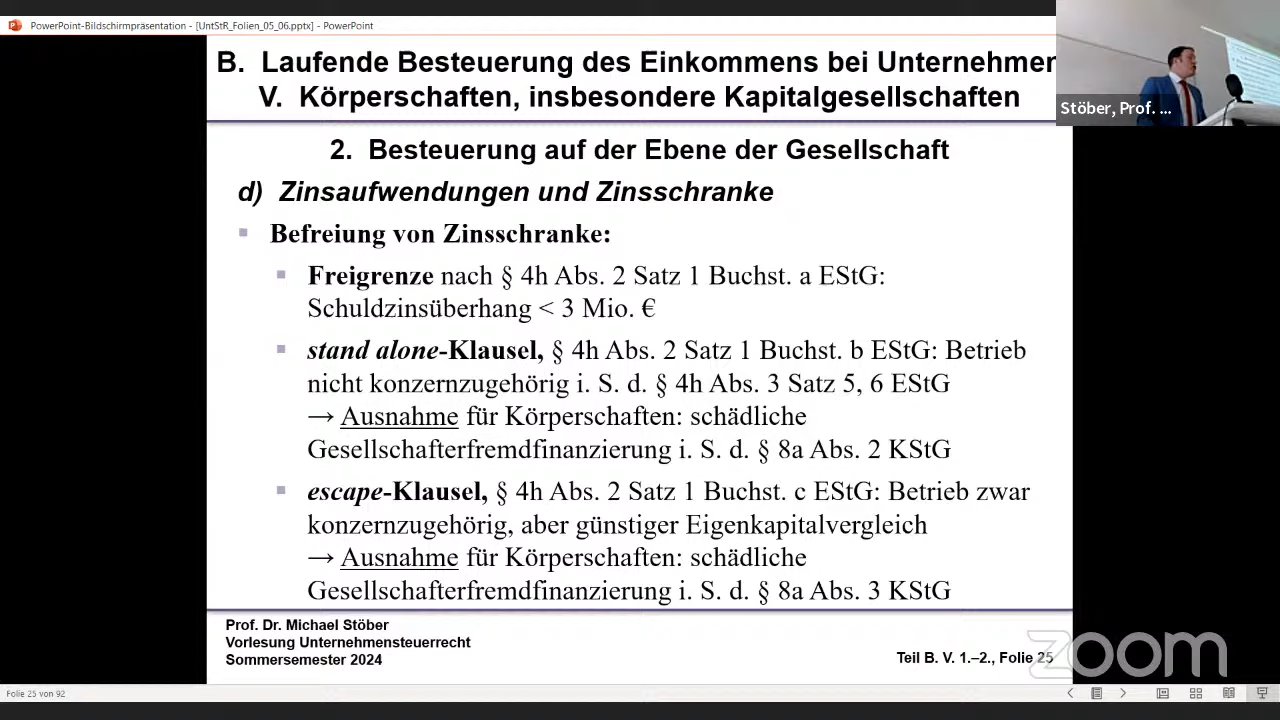 PowerPoint-Bildschirmpräsentation - [UntStR_Folien_05_06.pptx] - PowerPoint
B. Laufende Besteuerung des Einkommens bei Unternehmen
V. Körperschaften, insbesondere Kapitalgesellschaften
Stöber, Prof. ...
2. Besteuerung auf der Ebene der Gesellschaft
d) Zinsaufwendungen und Zinsschranke
Befreiung von Zinsschranke:
Freigrenze nach § 4h Abs. 2 Satz 1 Buchst. a EStG:
Schuldzinsüberhang < 3 Mio. €
stand alone-Klausel, § 4h Abs. 2 Satz 1 Buchst. b EStG: Betrieb
nicht konzernzugehörig i. S. d. § 4h Abs. 3 Satz 5, 6 EStG
→ Ausnahme für Körperschaften: schädliche
Gesellschafterfremdfinanzierung i. S. d. § 8a Abs. 2 KStG
escape-Klausel, § 4h Abs. 2 Satz 1 Buchst. c EStG: Betrieb zwar
konzernzugehörig, aber günstiger Eigenkapitalvergleich
→ Ausnahme für Körperschaften: schädliche
Gesellschafterfremdfinanzierung i. S. d. § 8a Abs. 3 KStG
Prof. Dr. Michael Stöber
Vorlesung Unternehmensteuerrecht
Sommersemester 2024
Teil B. V. 1.–2., Folie 25
zoom
Folie 25 von 92